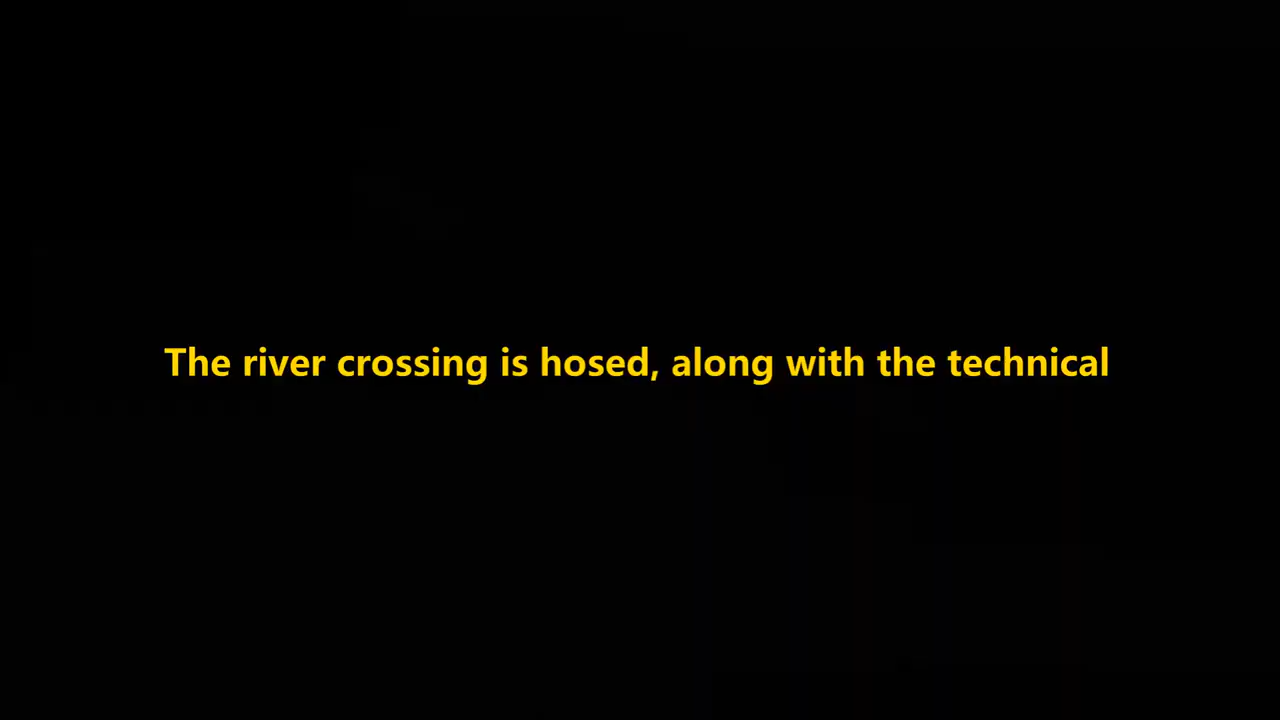 The river crossing is hosed, along with the technical